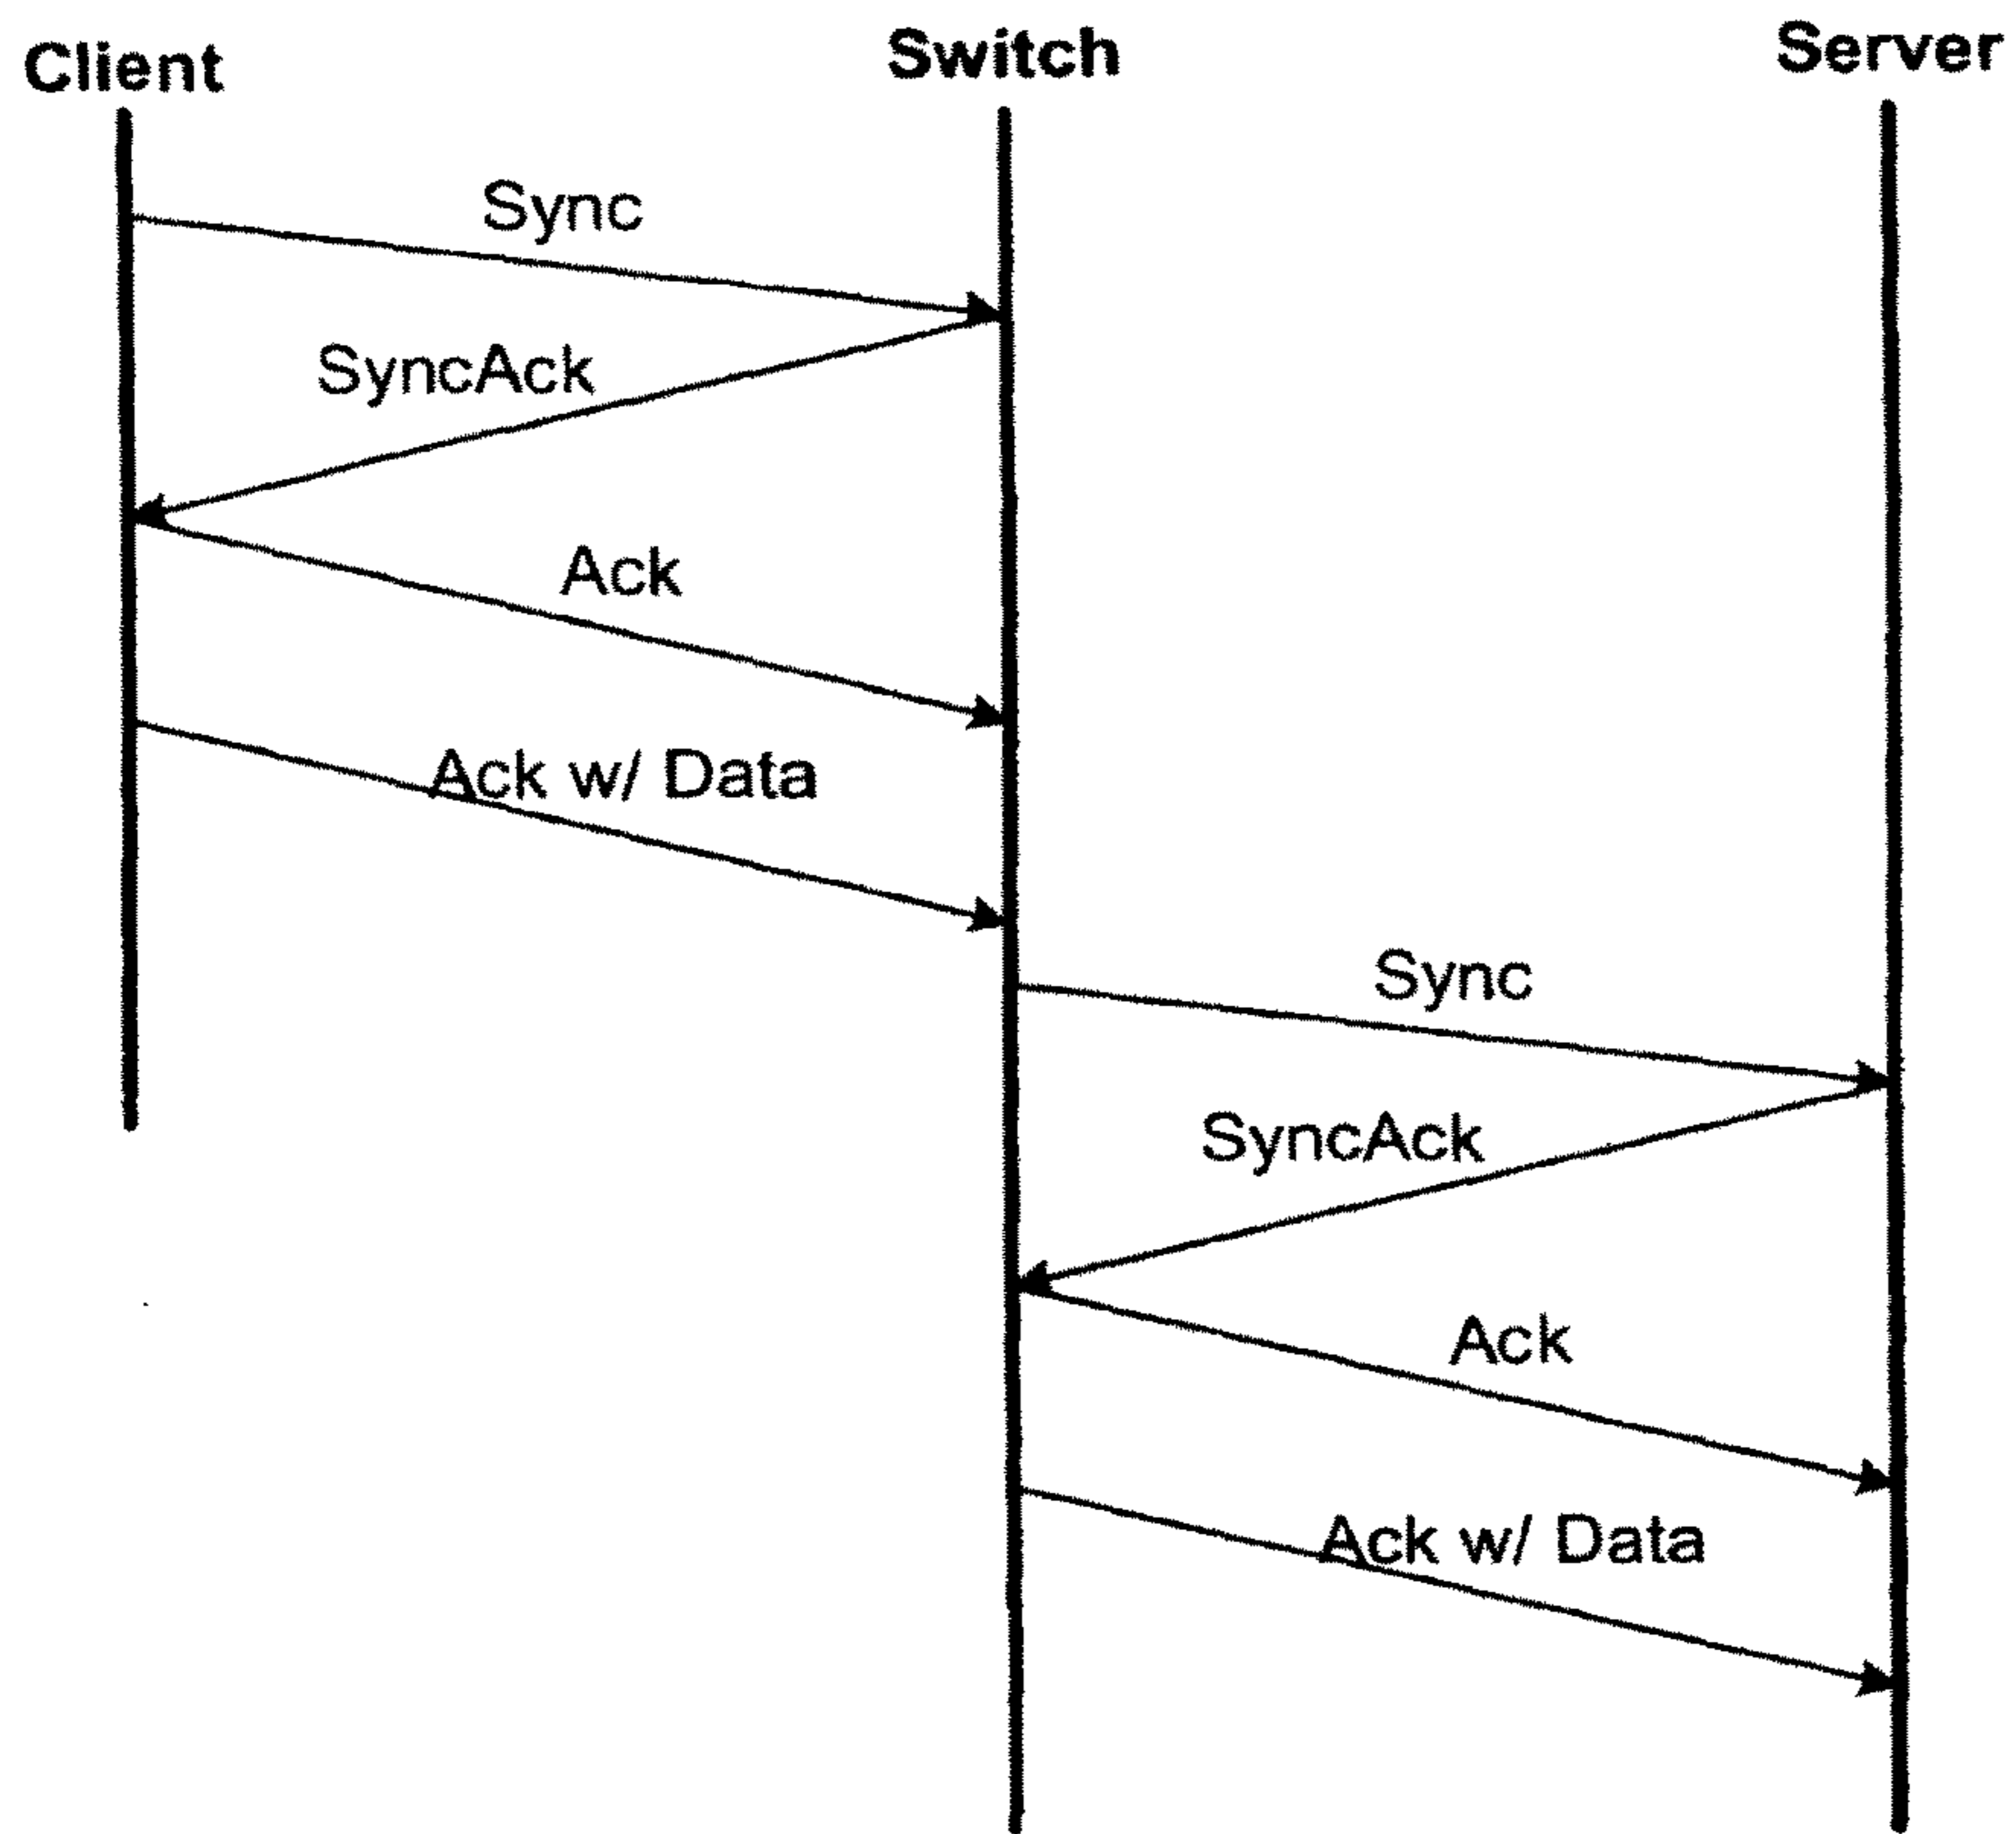 Client
Switch
Server
Sync
SyncAck
Ack
Ack w/ Data
Sync
SyncAck
Ack
Ack w/ Data